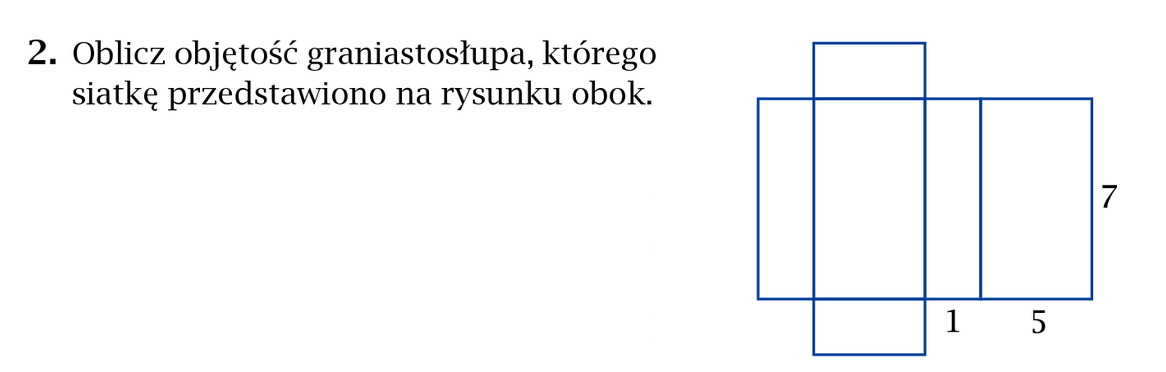 2. Oblicz objętość graniastosłupa, którego
siatkę przedstawiono na rysunku obok.
7
1
5